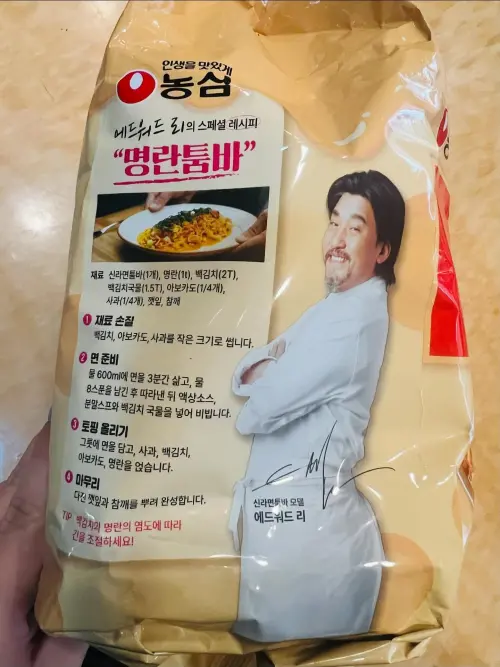 인생을 맛있게
농심
에드워드 리의 스페셜 레시피
“명란툼바”
재료 신라면툼바(1개), 명란(1t), 백김치(2T),
백김치국물(1.5T), 아보카도(1/4개),
사과(1/4개), 깻잎, 참깨
1 재료 손질
백김치, 아보카도, 사과를 작은 크기로 썹니다.
2 면 준비
물 600ml에 면을 3분간 삶고, 물
8스푼을 남긴 후 따라낸 뒤 액상소스,
분말스프와 백김치 국물을 넣어 비빕니다.
3 토핑 올리기
그릇에 면을 담고, 사과, 백김치,
아보카도, 명란을 얹습니다.
4 마무리
다진 깻잎과 참깨를 뿌려 완성합니다.
TIP 백김치와 명란의 염도에 따라
간을 조절하세요!
신라면툼바 모델
에드워드 리